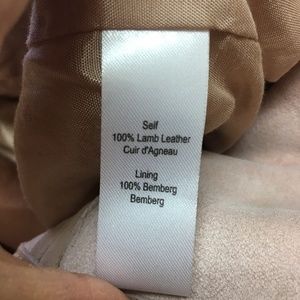 Self
100% Lamb Leather
Cuir d'Agneau
Lining
100% Bemberg
Bemberg